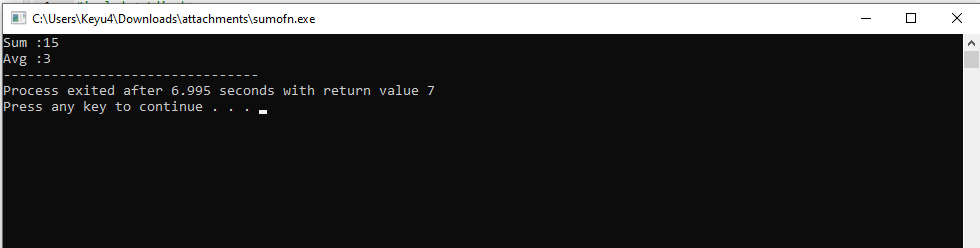 C:\Users\Keyu4\Downloads\attachments\sumofn.exe
Sum :15
Avg :3
--------------------------------
Process exited after 6.995 seconds with return value 7
Press any key to continue . . .